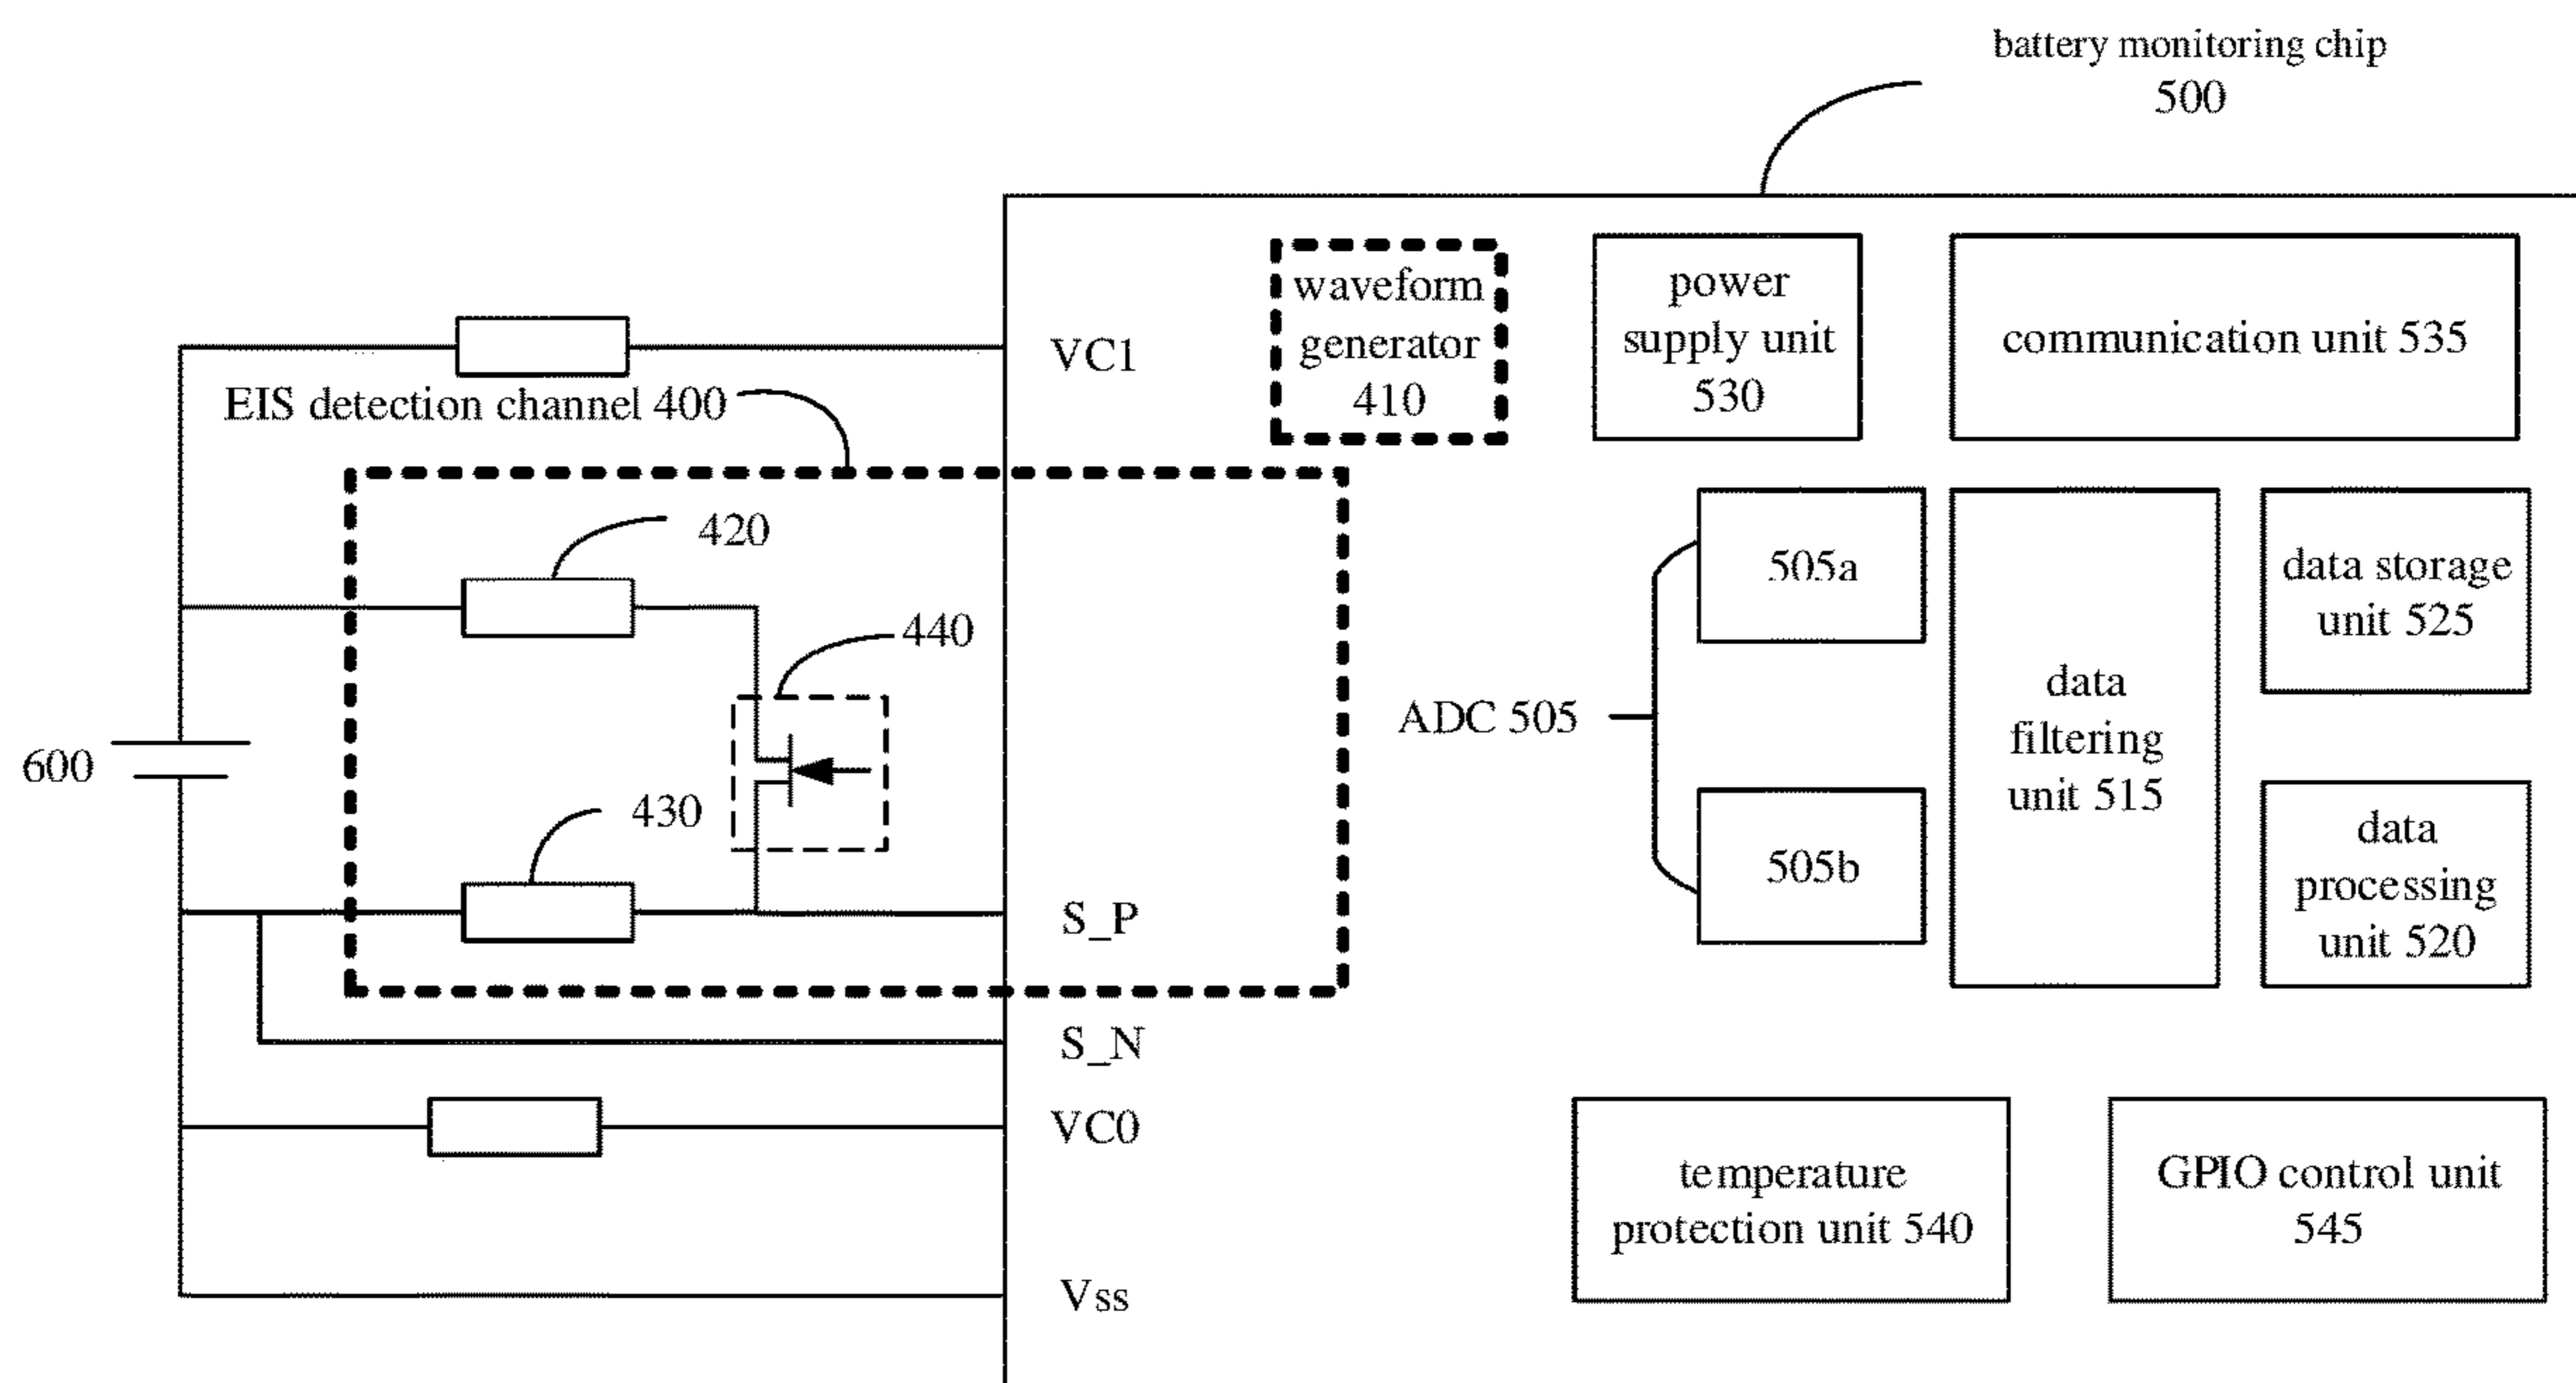 battery monitoring chip
500
waveform
generator
410
power
supply unit
530
communication unit 535
VC1
EIS detection channel 400
420
440
430
600
S_P
S_N
VC0
Vss
ADC 505
505a
505b
data
filtering
unit 515
data storage
unit 525
data
processing
unit 520
temperature
protection unit 540
GPIO control unit
545